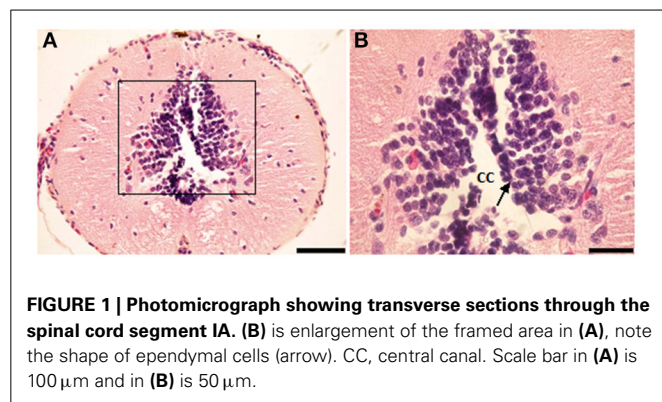 A
B
CC
FIGURE 1 | Photomicrograph showing transverse sections through the
spinal cord segment IA. (B) is enlargement of the framed area in (A), note
the shape of ependymal cells (arrow). CC, central canal. Scale bar in (A) is
100 μm and in (B) is 50 μm.